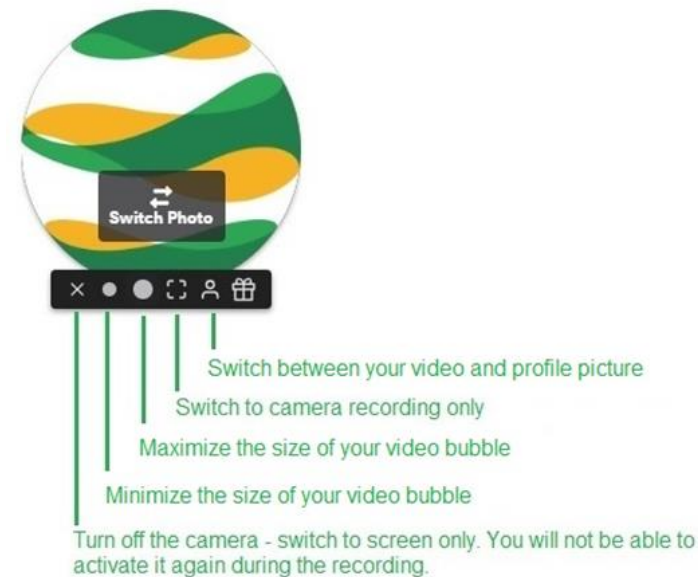 Switch Photo
Switch between your video and profile picture
Switch to camera recording only
Maximize the size of your video bubble
Minimize the size of your video bubble
Turn off the camera - switch to screen only. You will not be able to
activate it again during the recording.